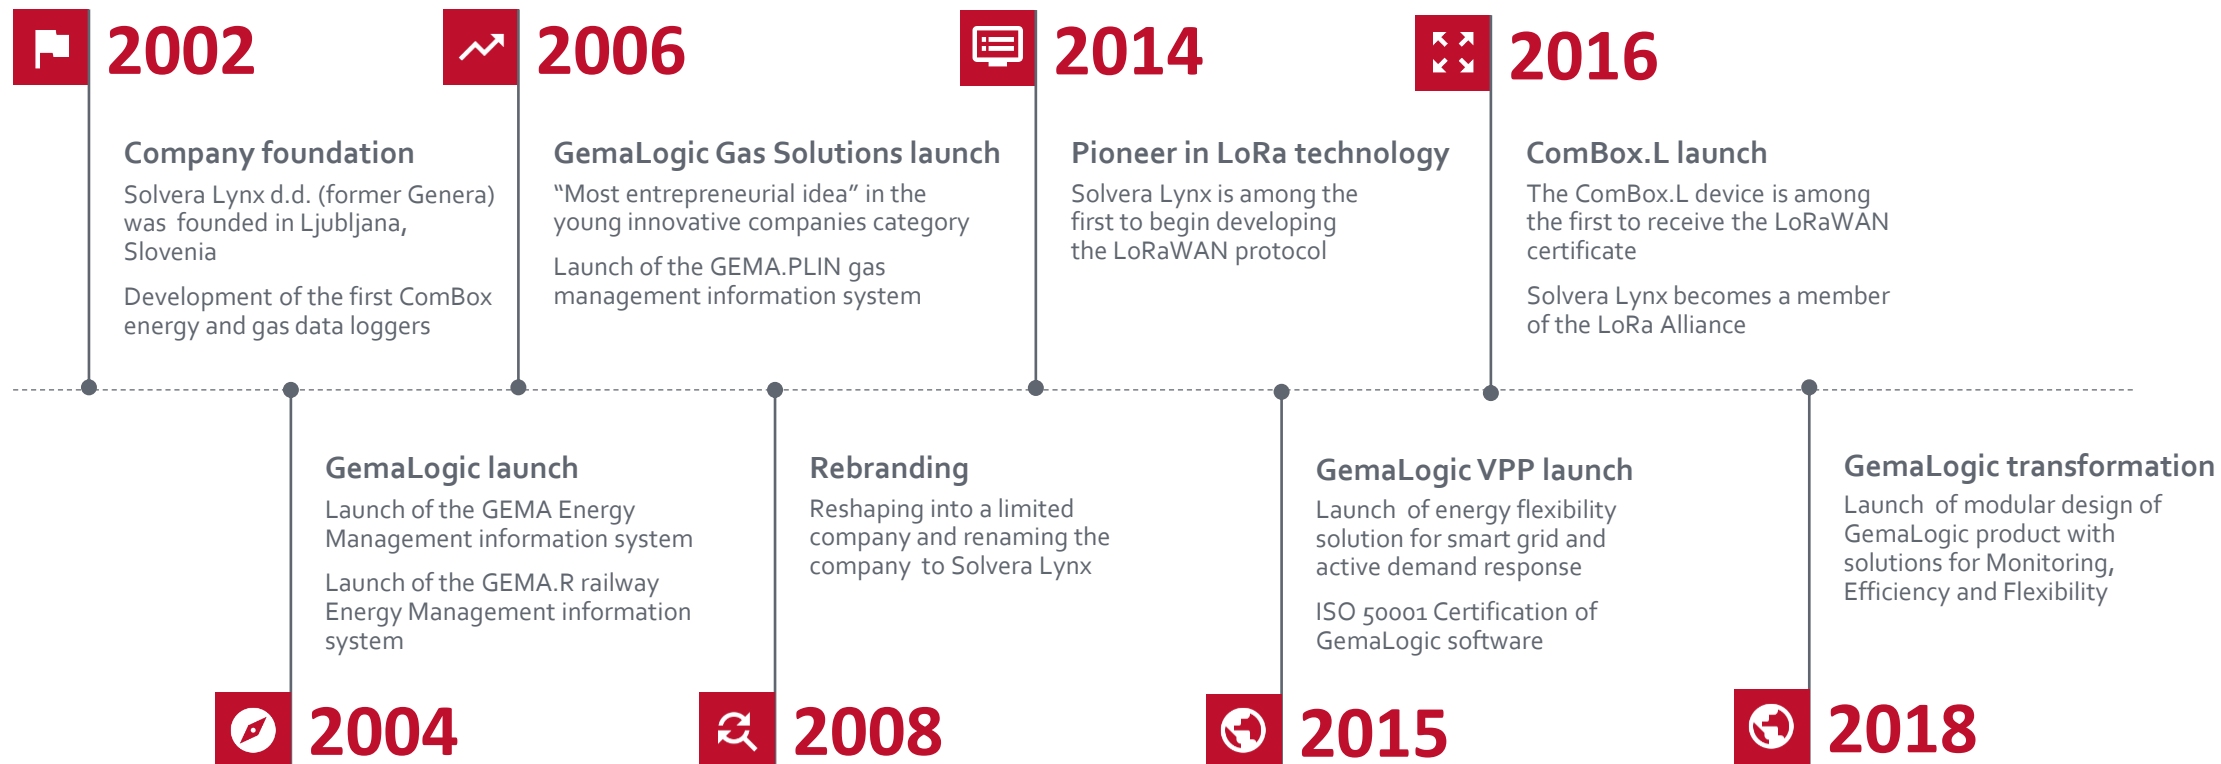 2002
Company foundation
Solvera Lynx d.d. (former Genera)
was founded in Ljubljana,
Slovenia
Development of the first ComBox
energy and gas data loggers
2004
GemaLogic launch
Launch of the GEMA Energy
Management information system
Launch of the GEMA.R railway
Energy Management information
system
2006
GemaLogic Gas Solutions launch
“Most entrepreneurial idea” in the
young innovative companies category
Launch of the GEMA.PLIN gas
management information system
2008
Rebranding
Reshaping into a limited
company and renaming the
company to Solvera Lynx
2014
Pioneer in LoRa technology
Solvera Lynx is among the
first to begin developing
the LoRaWAN protocol
2015
GemaLogic VPP launch
Launch of energy flexibility
solution for smart grid and
active demand response
ISO 50001 Certification of
GemaLogic software
2016
ComBox.L launch
The ComBox.L device is among
the first to receive the LoRaWAN
certificate
Solvera Lynx becomes a member
of the LoRa Alliance
2018
GemaLogic transformation
Launch of modular design of
GemaLogic product with
solutions for Monitoring,
Efficiency and Flexibility